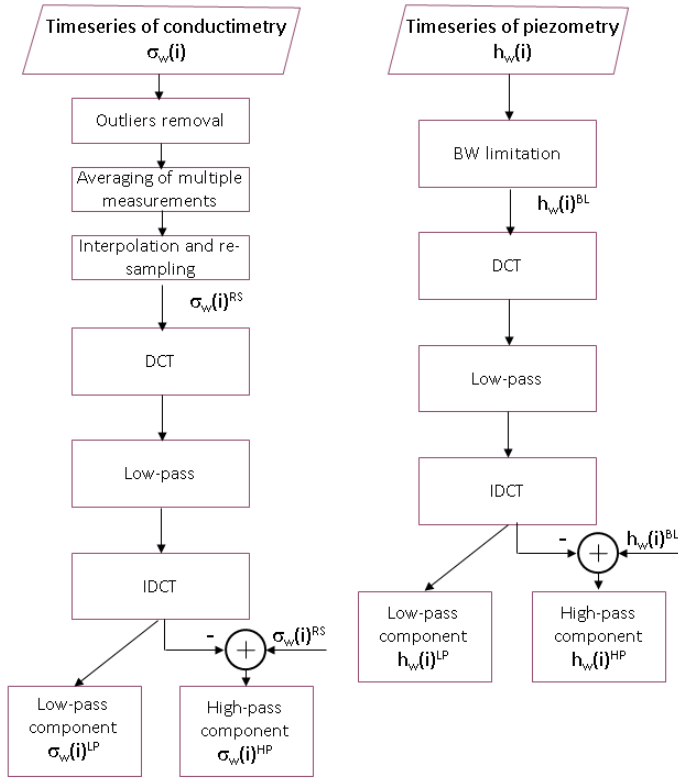 Timeseries of conductimetry
σw(i)
Outliers removal
Averaging of multiple
measurements
Interpolation and re-
sampling
σw(i)RS
DCT
Low-pass
IDCT
-
+
σw(i)RS
Low-pass
component
σw(i)LP
High-pass
component
σw(i)HP
Timeseries of piezometry
hw(i)
BW limitation
hw(i)BL
DCT
Low-pass
IDCT
-
+
hw(i)BL
Low-pass
component
hw(i)LP
High-pass
component
hw(i)HP